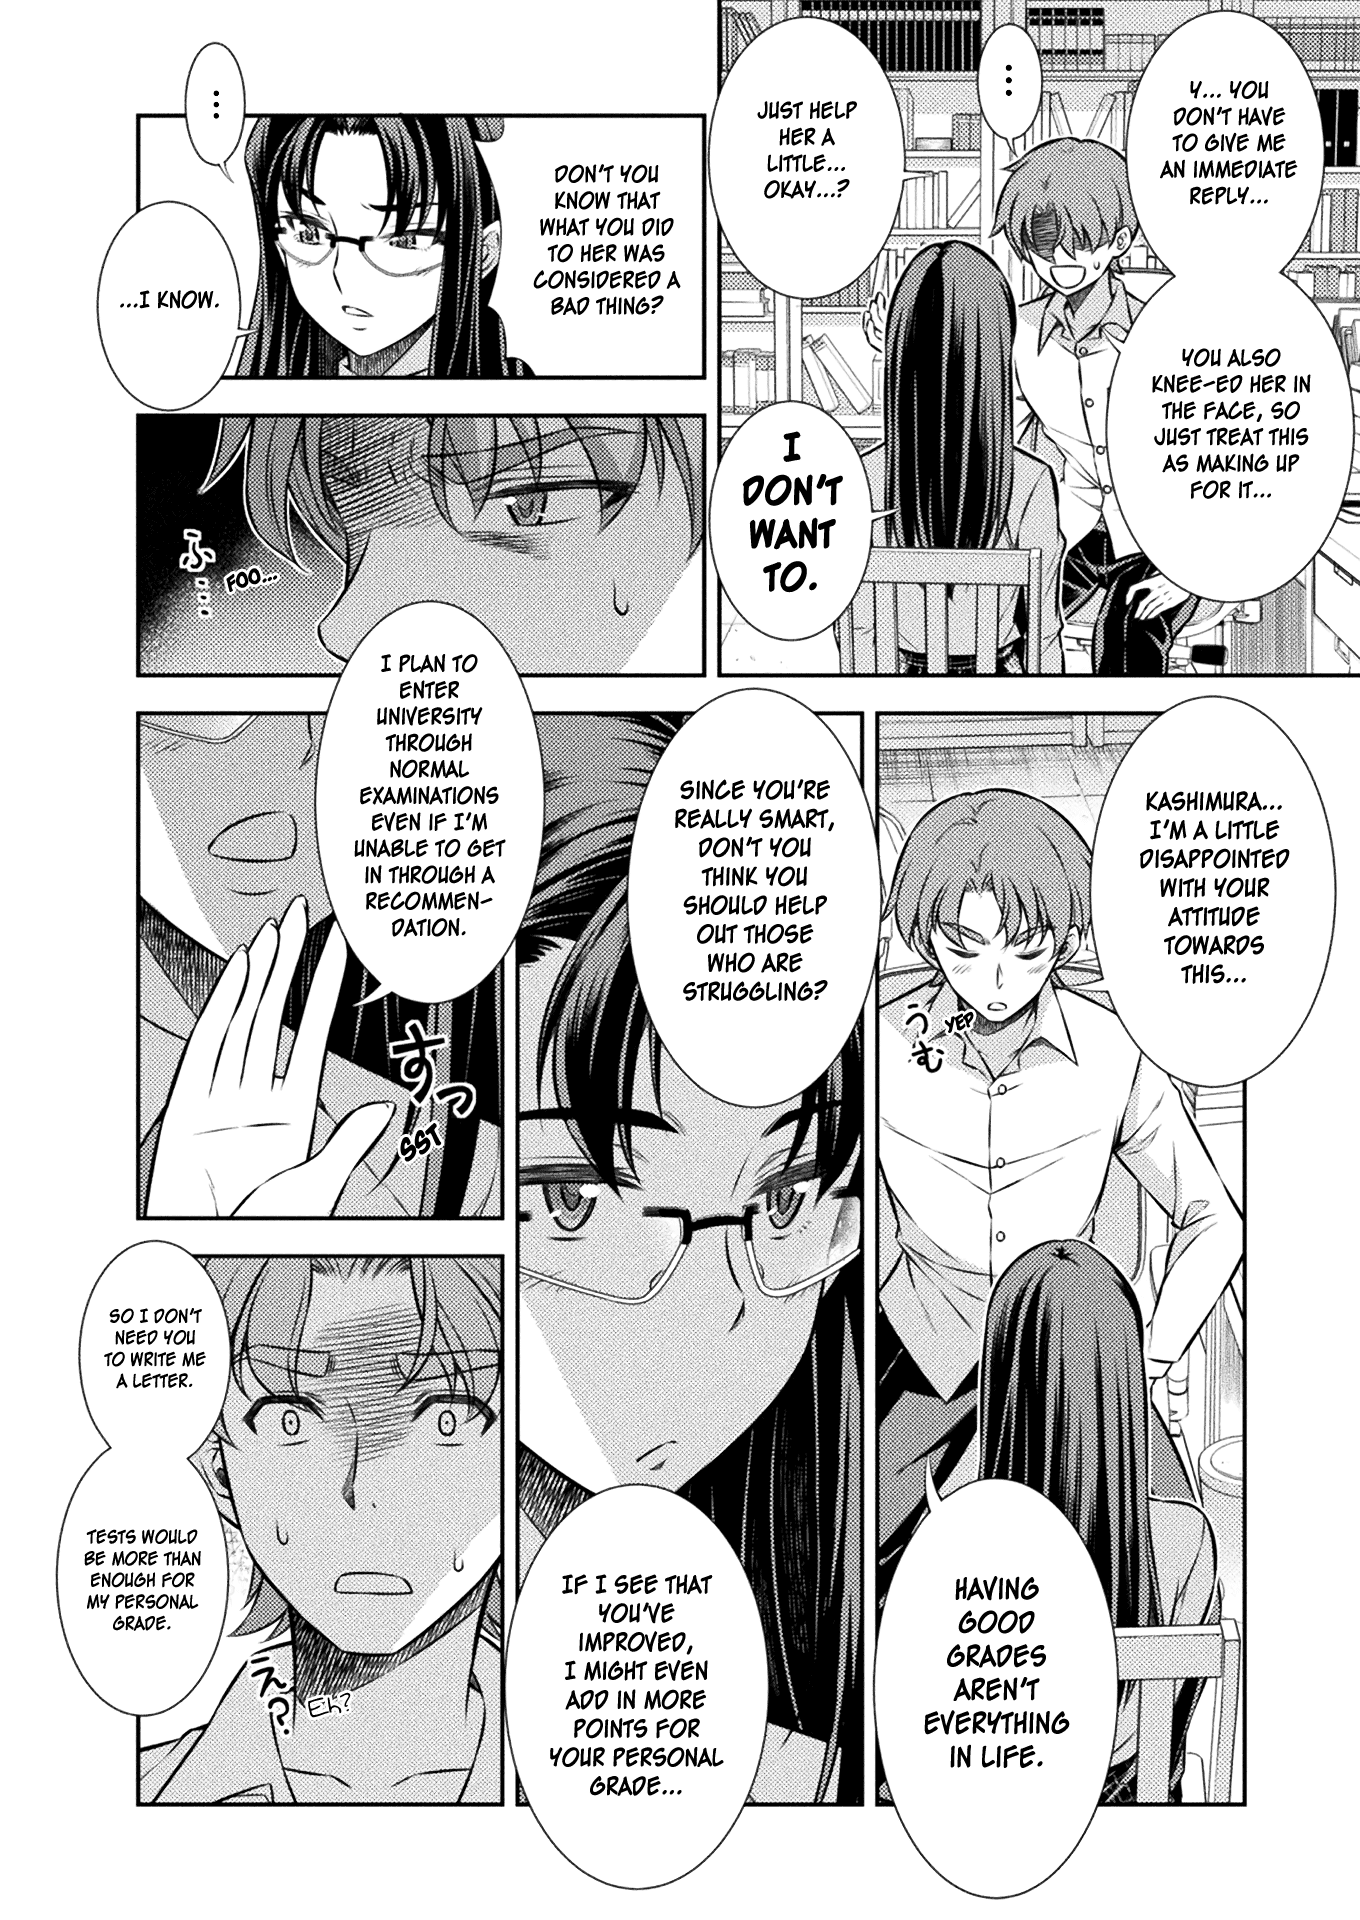 Y... YOU
DON'T HAVE
TO GIVE ME
AN IMMEDIATE
REPLY...
...
YOU ALSO
KNEE-ED HER IN
THE FACE, SO
JUST TREAT THIS
AS MAKING UP
FOR IT...
JUST HELP
HER A
LITTLE...
OKAY...?
I
DON'T
WANT
TO.
DON'T YOU
KNOW THAT
WHAT YOU DID
TO HER WAS
CONSIDERED A
BAD THING?
...
...I KNOW.
ふ....
FOO...
KASHIMURA...
I'M A LITTLE
DISAPPOINTED
WITH YOUR
ATTITUDE
TOWARDS
THIS...
うむ
YEP
HAVING
GOOD
GRADES
AREN'T
EVERYTHING
IN LIFE.
SINCE YOU'RE
REALLY SMART,
DON'T YOU
THINK YOU
SHOULD HELP
OUT THOSE
WHO ARE
STRUGGLING?
IF I SEE THAT
YOU'VE
IMPROVED,
I MIGHT EVEN
ADD IN MORE
POINTS FOR
YOUR PERSONAL
GRADE...
I PLAN TO
ENTER
UNIVERSITY
THROUGH
NORMAL
EXAMINATIONS
EVEN IF I'M
UNABLE TO GET
IN THROUGH A
RECOMMEN-
DATION.
すっ
SST
SO I DON'T
NEED YOU
TO WRITE ME
A LETTER.
TESTS WOULD
BE MORE THAN
ENOUGH FOR
MY PERSONAL
GRADE.
え?
Eh?